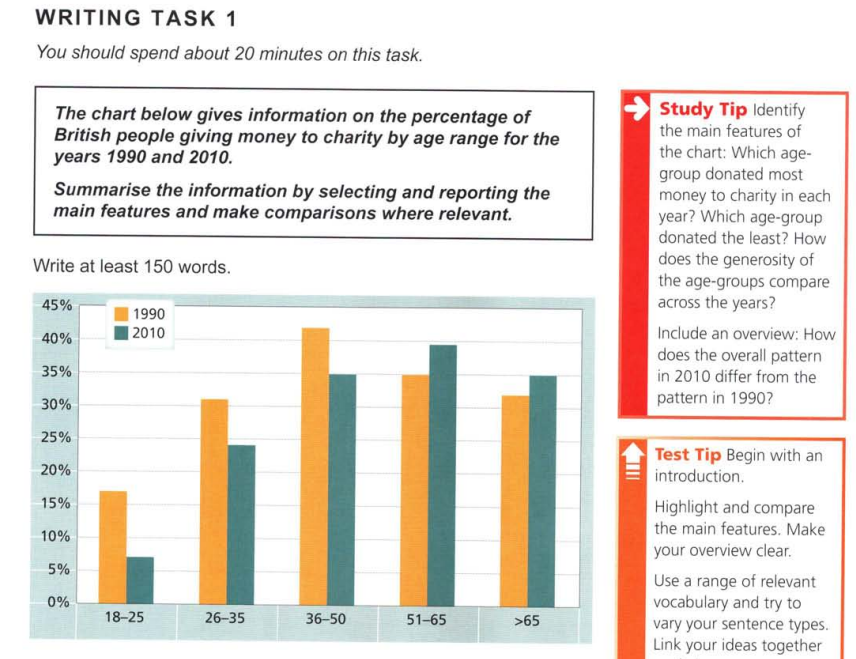 WRITING TASK 1
You should spend about 20 minutes on this task.
The chart below gives information on the percentage of
British people giving money to charity by age range for the
years 1990 and 2010.
Summarise the information by selecting and reporting the
main features and make comparisons where relevant.
Write at least 150 words.
45%
40%
35%
30%
25%
20%
15%
10%
5%
0%
1990
2010
18–25
26–35
36–50
51–65
>65
Study Tip Identify
the main features of
the chart: Which age-
group donated most
money to charity in each
year? Which age-group
donated the least? How
does the generosity of
the age-groups compare
across the years?
Include an overview: How
does the overall pattern
in 2010 differ from the
pattern in 1990?
Test Tip Begin with an
introduction.
Highlight and compare
the main features. Make
your overview clear.
Use a range of relevant
vocabulary and try to
vary your sentence types.
Link your ideas together